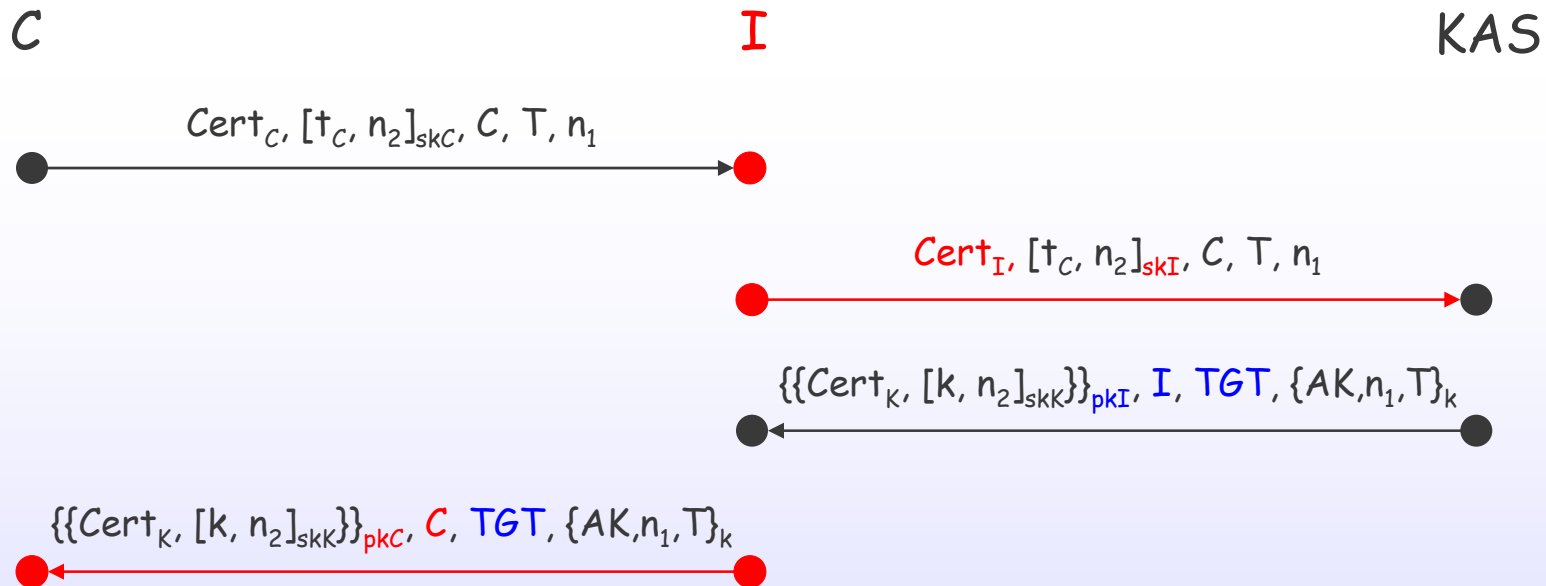 C I KAS
Cert_C, [t_C, n_2]_skC, C, T, n_1
Cert_I, [t_C, n_2]_skI, C, T, n_1
{{Cert_K, [k, n_2]_skK}}_pkI, I, TGT, {AK,n_1,T}_k
{{Cert_K, [k, n_2]_skK}}_pkC, C, TGT, {AK,n_1,T}_k